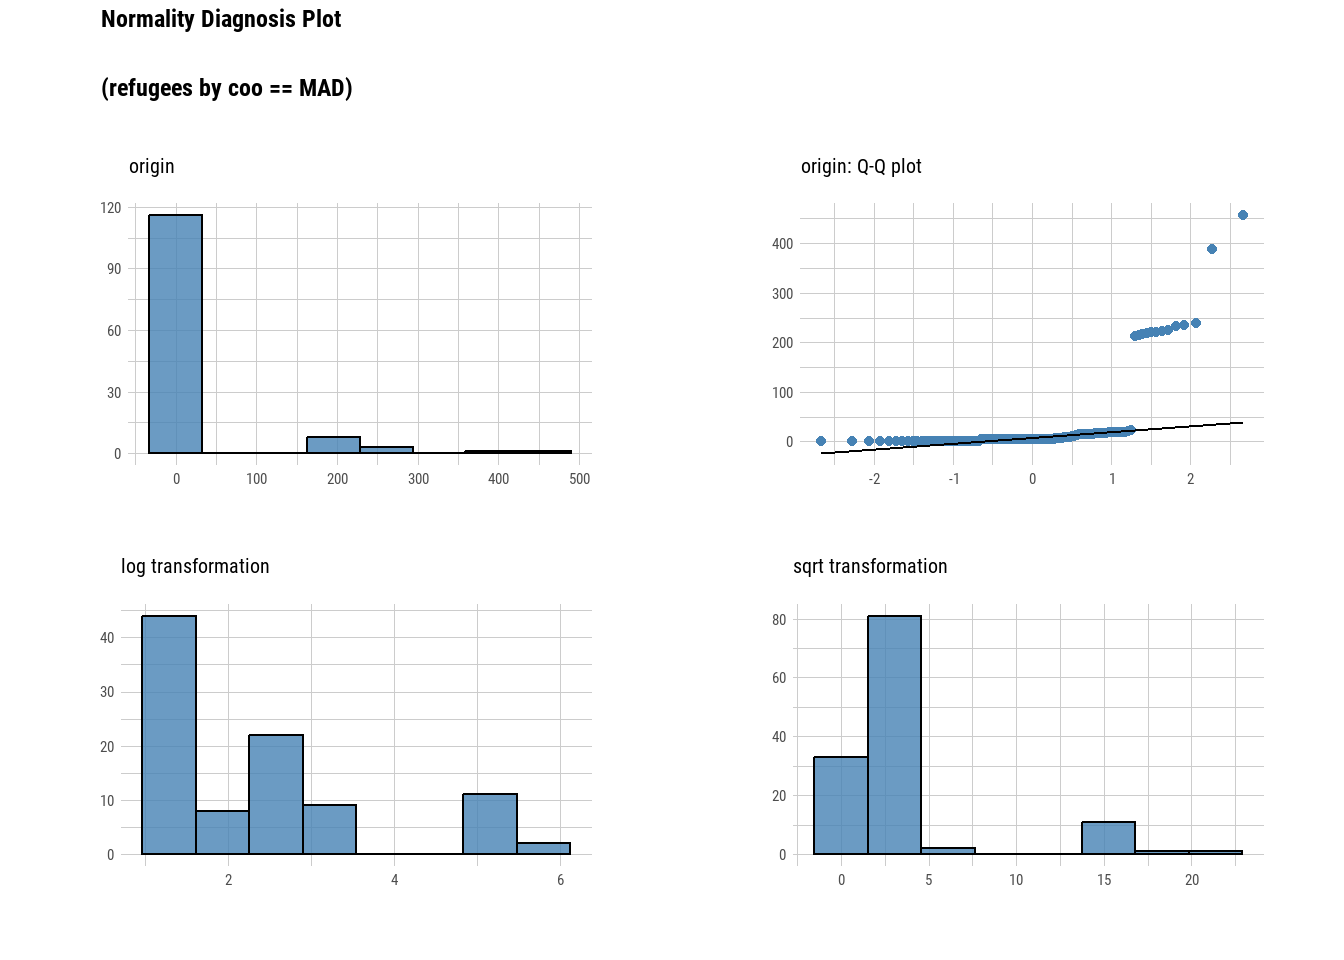 Normality Diagnosis Plot
(refugees by coo == MAD)
origin
120
90
60
30
0
0 100 200 300 400 500
origin: Q-Q plot
400
300
200
100
0
-2 -1 0 1 2
log transformation
40
30
20
10
0
2 4 6
sqrt transformation
80
60
40
20
0
0 5 10 15 20